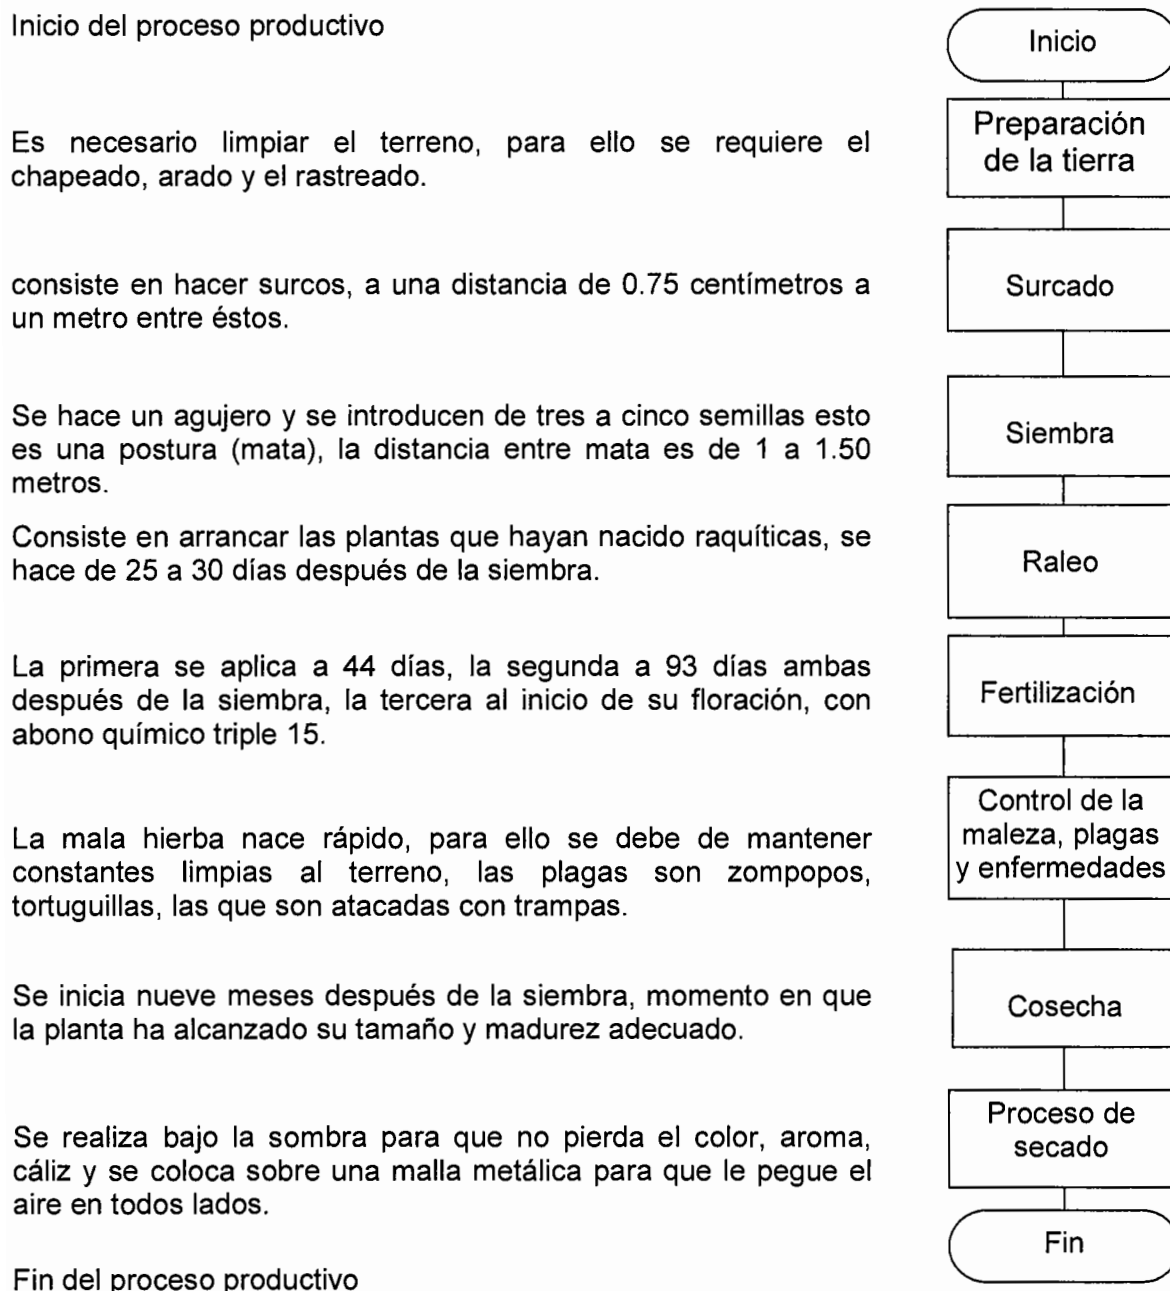 Inicio del proceso productivo
Inicio
Es necesario limpiar el terreno, para ello se requiere el
chapeado, arado y el rastreado.
Preparación
de la tierra
consiste en hacer surcos, a una distancia de 0.75 centímetros a
un metro entre éstos.
Surcado
Se hace un agujero y se introducen de tres a cinco semillas esto
es una postura (mata), la distancia entre mata es de 1 a 1.50
metros.
Siembra
Consiste en arrancar las plantas que hayan nacido raquíticas, se
hace de 25 a 30 días después de la siembra.
Raleo
La primera se aplica a 44 días, la segunda a 93 días ambas
después de la siembra, la tercera al inicio de su floración, con
abono químico triple 15.
Fertilización
La mala hierba nace rápido, para ello se debe de mantener
constantes limpias al terreno, las plagas son zompopos,
tortuguillas, las que son atacadas con trampas.
Control de la
maleza, plagas
y enfermedades
Se inicia nueve meses después de la siembra, momento en que
la planta ha alcanzado su tamaño y madurez adecuado.
Cosecha
Se realiza bajo la sombra para que no pierda el color, aroma,
cáliz y se coloca sobre una malla metálica para que le pegue el
aire en todos lados.
Proceso de
secado
Fin del proceso productivo
Fin